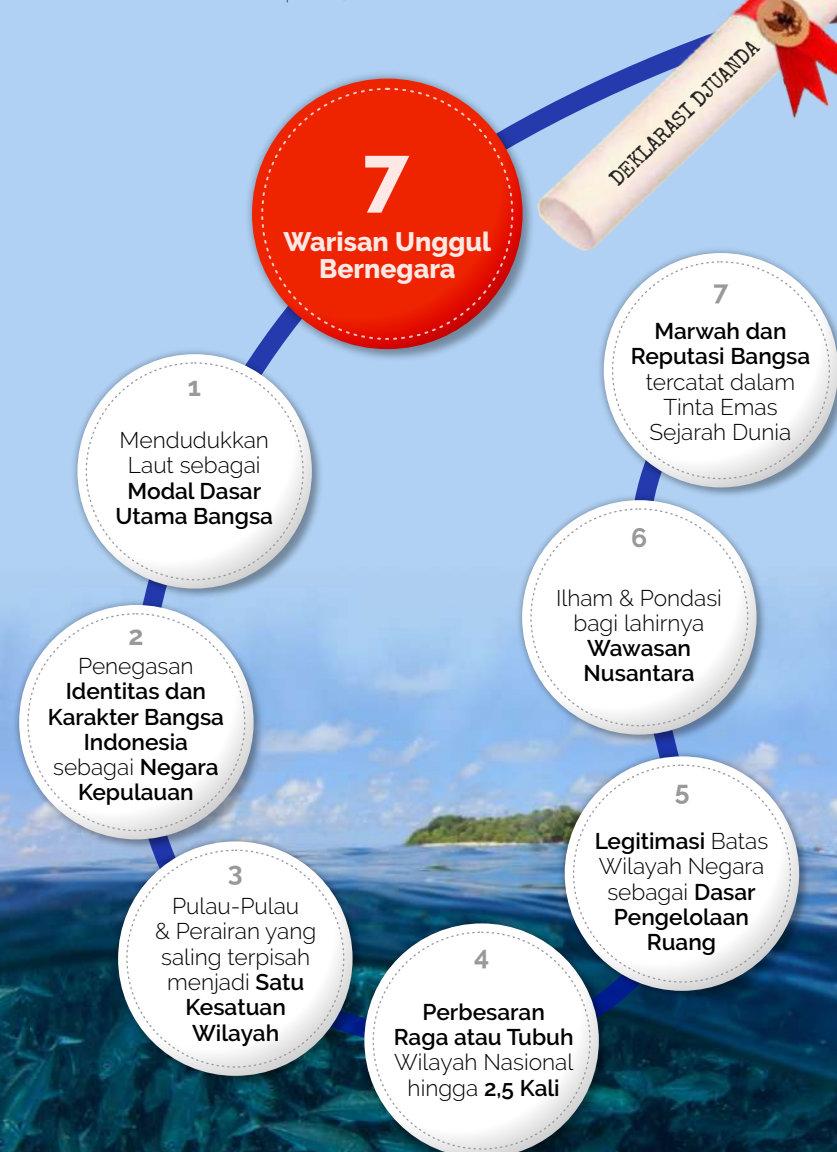 DEKLARASI DJUANDA
7
Warisan Unggul
Bernegara
1
Mendudukkan
Laut sebagai
Modal Dasar
Utama Bangsa
2
Penegasan
Identitas dan
Karakter Bangsa
Indonesia
sebagai Negara
Kepulauan
3
Pulau-Pulau
& Perairan yang
saling terpisah
menjadi Satu
Kesatuan
Wilayah
4
Perbesaran
Raga atau Tubuh
Wilayah Nasional
hingga 2,5 Kali
5
Legitimasi Batas
Wilayah Negara
sebagai Dasar
Pengelolaan
Ruang
6
Ilham & Pondasi
bagi lahirnya
Wawasan
Nusantara
7
Marwah dan
Reputasi Bangsa
tercatat dalam
Tinta Emas
Sejarah Dunia